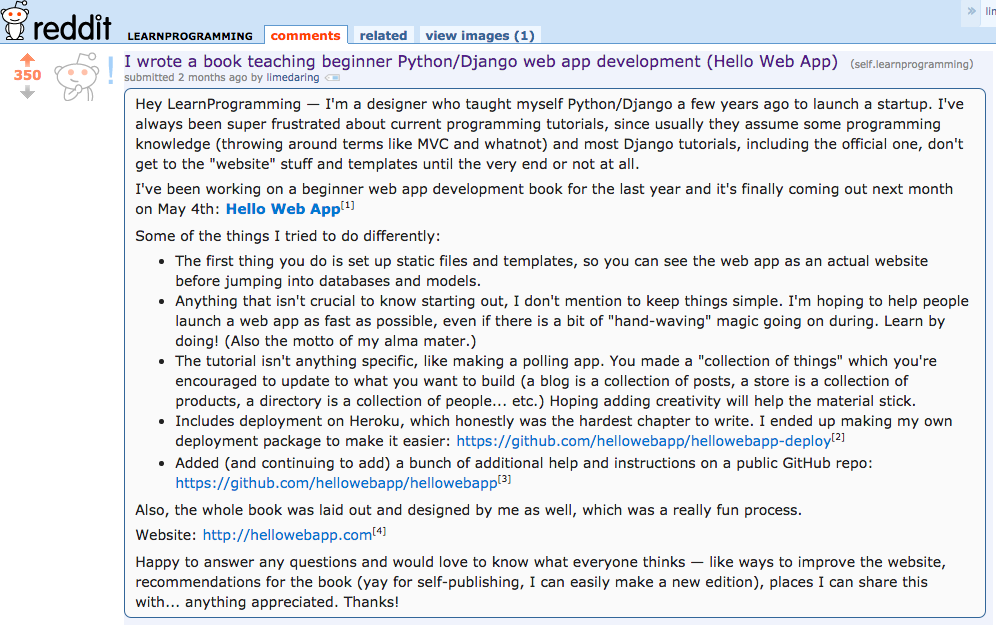 » lin
reddit LEARNPROGRAMMING comments related view images (1)
350
I wrote a book teaching beginner Python/Django web app development (Hello Web App) (self.learnprogramming)
submitted 2 months ago by limedaring
Hey LearnProgramming — I'm a designer who taught myself Python/Django a few years ago to launch a startup. I've
always been super frustrated about current programming tutorials, since usually they assume some programming
knowledge (throwing around terms like MVC and whatnot) and most Django tutorials, including the official one, don't
get to the "website" stuff and templates until the very end or not at all.
I've been working on a beginner web app development book for the last year and it's finally coming out next month
on May 4th: Hello Web App[1]
Some of the things I tried to do differently:
• The first thing you do is set up static files and templates, so you can see the web app as an actual website
before jumping into databases and models.
• Anything that isn't crucial to know starting out, I don't mention to keep things simple. I'm hoping to help people
launch a web app as fast as possible, even if there is a bit of "hand-waving" magic going on during. Learn by
doing! (Also the motto of my alma mater.)
• The tutorial isn't anything specific, like making a polling app. You made a "collection of things" which you're
encouraged to update to what you want to build (a blog is a collection of posts, a store is a collection of
products, a directory is a collection of people... etc.) Hoping adding creativity will help the material stick.
• Includes deployment on Heroku, which honestly was the hardest chapter to write. I ended up making my own
deployment package to make it easier: https://github.com/hellowebapp/hellowebapp-deploy[2]
• Added (and continuing to add) a bunch of additional help and instructions on a public GitHub repo:
https://github.com/hellowebapp/hellowebapp[3]
Also, the whole book was laid out and designed by me as well, which was a really fun process.
Website: http://hellowebapp.com[4]
Happy to answer any questions and would love to know what everyone thinks — like ways to improve the website,
recommendations for the book (yay for self-publishing, I can easily make a new edition), places I can share this
with... anything appreciated. Thanks!